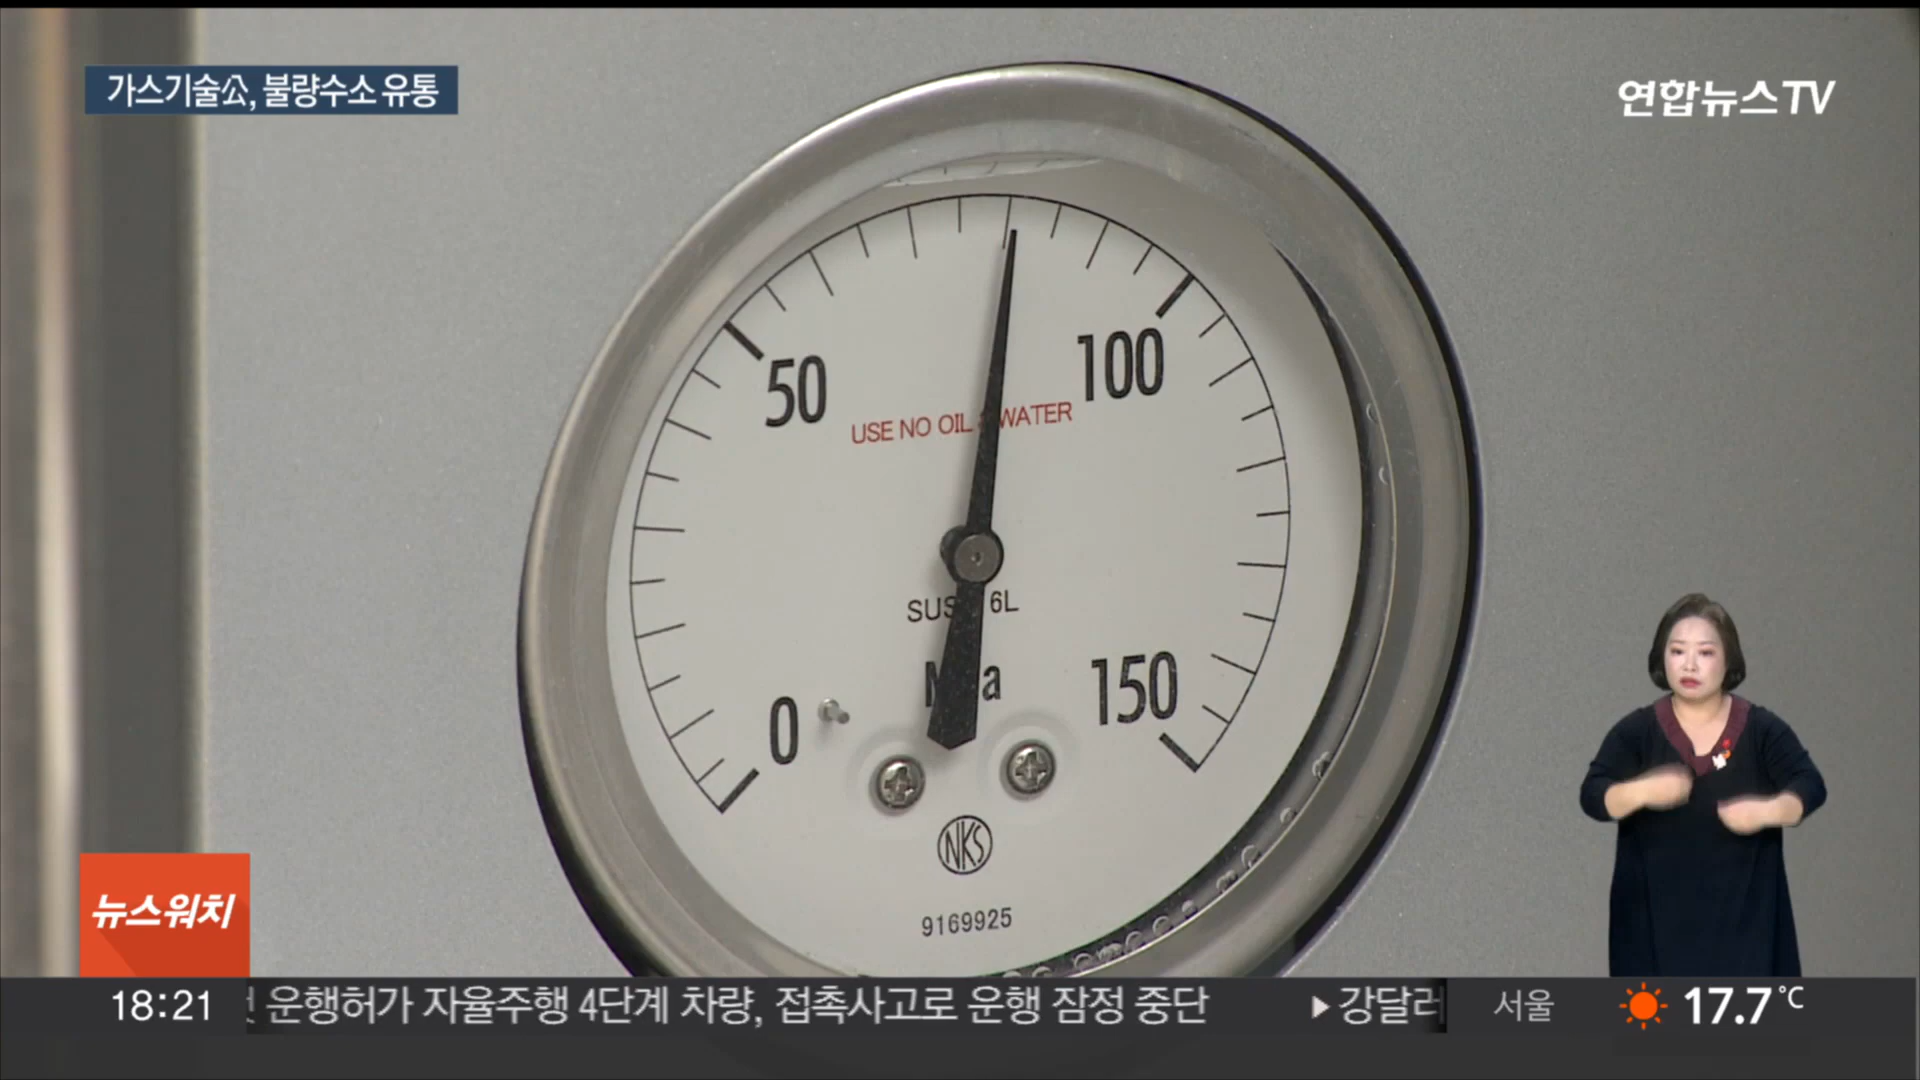 가스기술公, 불량수소 유통
연합뉴스TV
50
100
USE NO OIL WATER
SUS 6L
0
150
NKS
9169925
뉴스워치
18:21
운행허가 자율주행 4단계 차량, 접촉사고로 운행 잠정 중단
▶강달러
서울
17.7℃